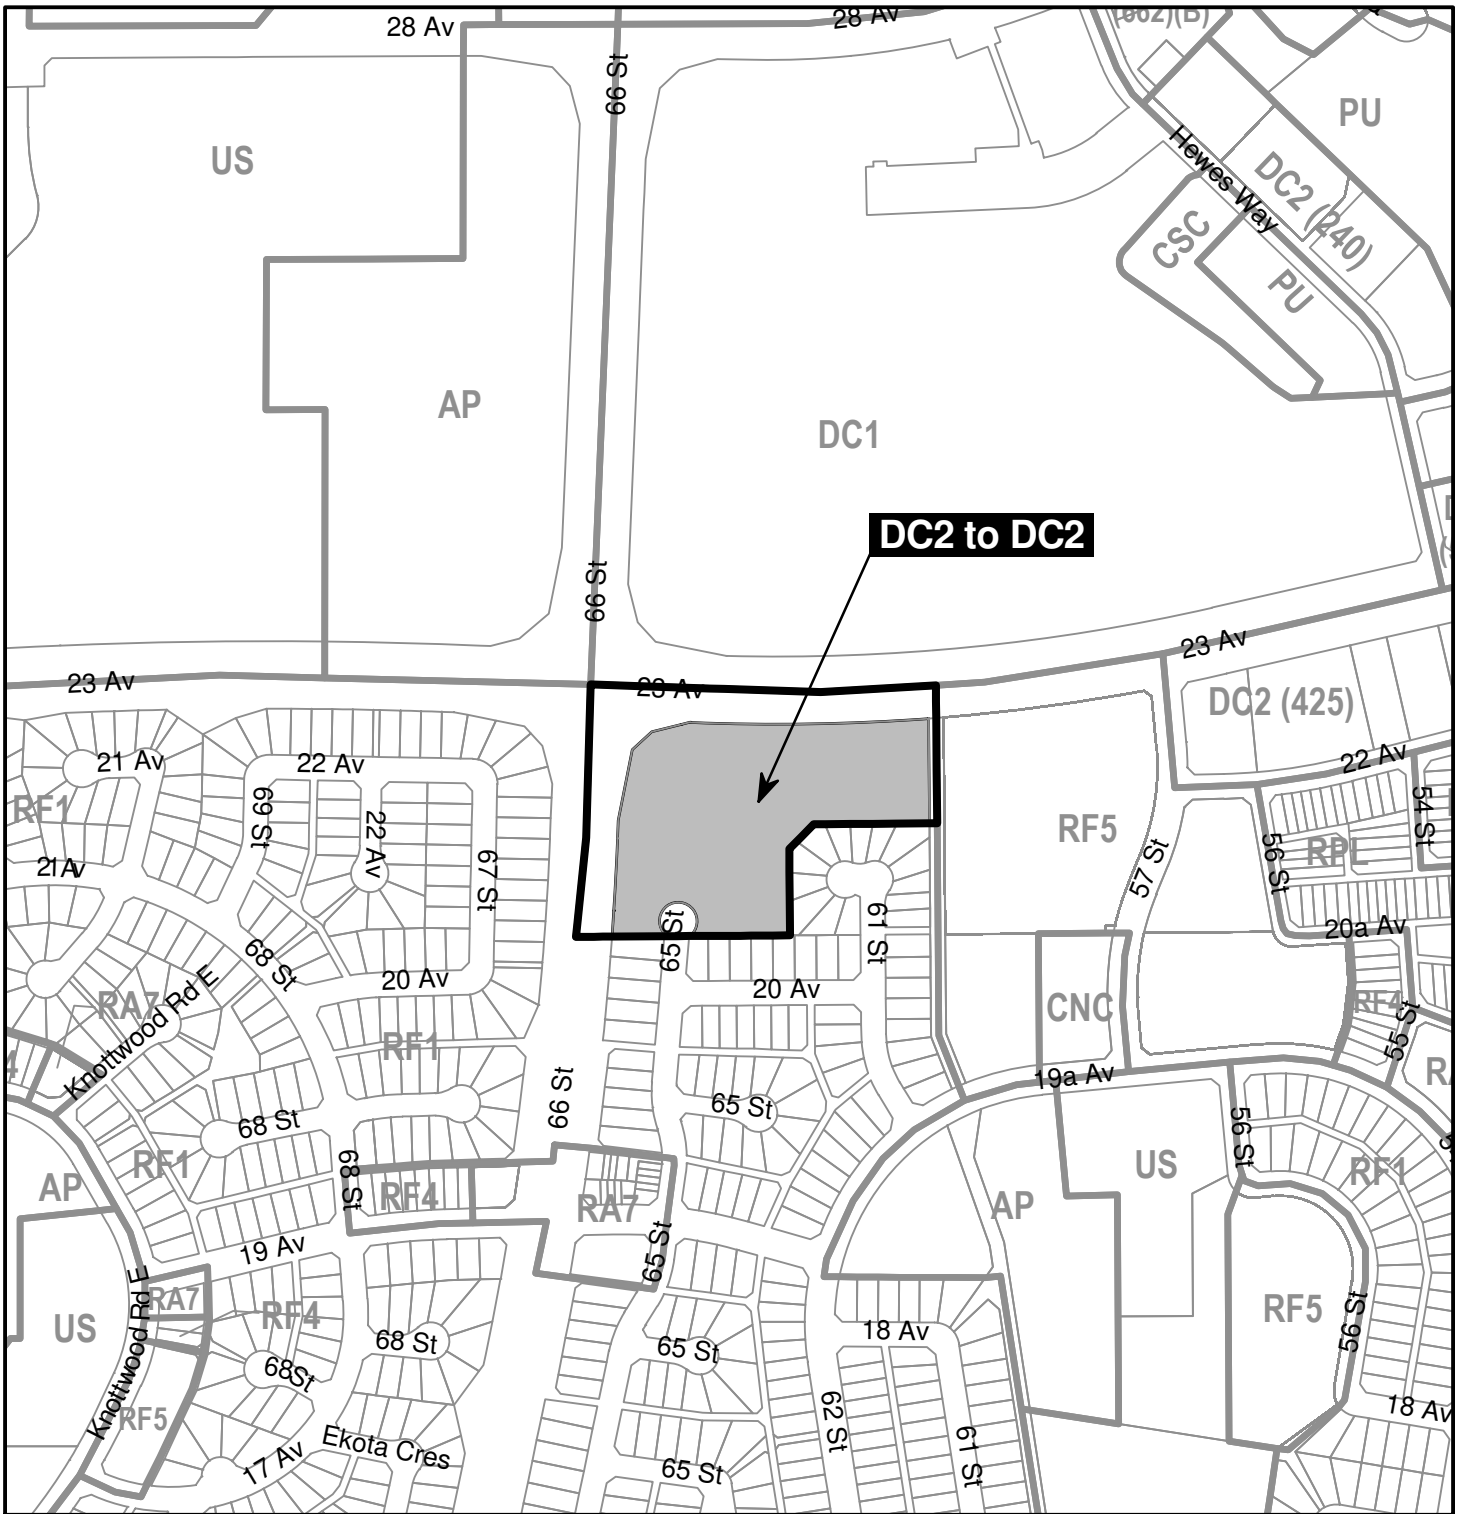 28 Av
28 Av
(662)(B)
66 St
PU
US
Hewes Way
DC2 (240)
CSC
PU
AP
DC1
DC2 to DC2
66 St
23 Av
23 Av
23 Av
DC2 (425)
21 Av
22 Av
22 Av
RF1
69 St
22 Av
54 St
RF5
56 St
RPL
21Av
67 St
57 St
61 St
20a Av
68 St
65 St
20 Av
20 Av
RA7
Knottwood Rd E
CNC
RF4
55 St
RF1
4
19a Av
RA
66 St
65 St
68 St
56 St
RF1
68 St
US
RF1
AP
RF4
RA7
AP
19 Av
65 St
RA7
Knottwood Rd E
RF4
RF5
56 St
US
68 St
65 St
18 Av
68St
RF5
62 St
18 Av
Ekota Cres
17 Av
65 St
61 St